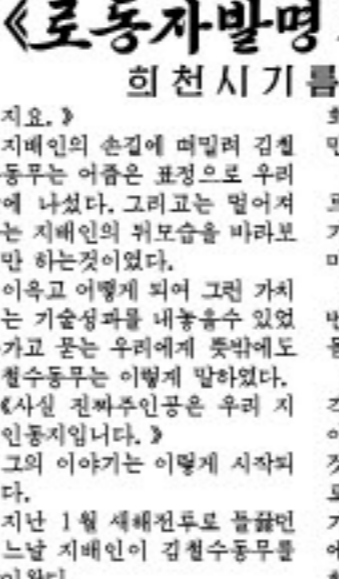 《로동자발명
희천시기름
지요.》
지배인의 손길에 떠밀려 김철
동무는 어줍은 표정으로 우리
에 나섰다. 그리고는 멀어져
는 지배인의 뒤모습을 바라보
만 하는것이였다.
이윽고 어떻게 되여 그런 가치
는 기술성과를 내놓을수 있었
가고 묻는 우리에게 뜻밖에도
철수동무는 이렇게 말하였다.
《사실 진짜주인공은 우리 지
인동지입니다.》
그의 이야기는 이렇게 시작되
다.
지난 1월 새해전투로 들끓던
느날 지배인이 김철수동무를